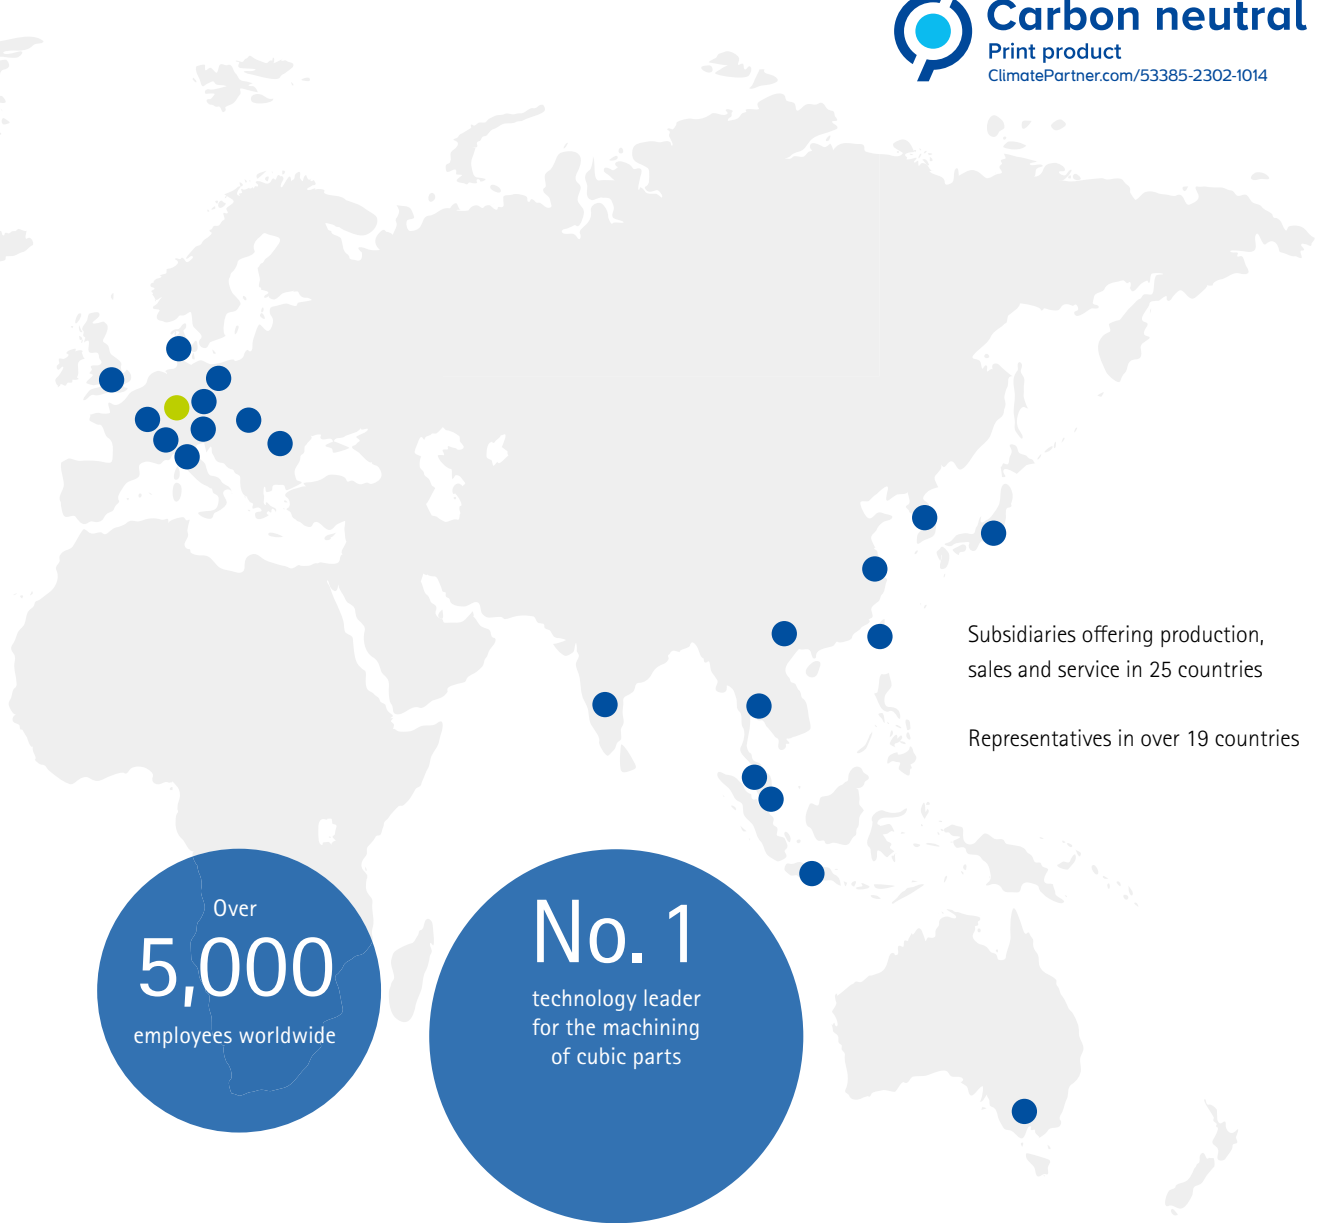 Carbon neutral
Print product
ClimatePartner.com/53385-2302-1014
Subsidiaries offering production,
sales and service in 25 countries
Representatives in over 19 countries
Over
5,000
employees worldwide
No. 1
technology leader
for the machining
of cubic parts